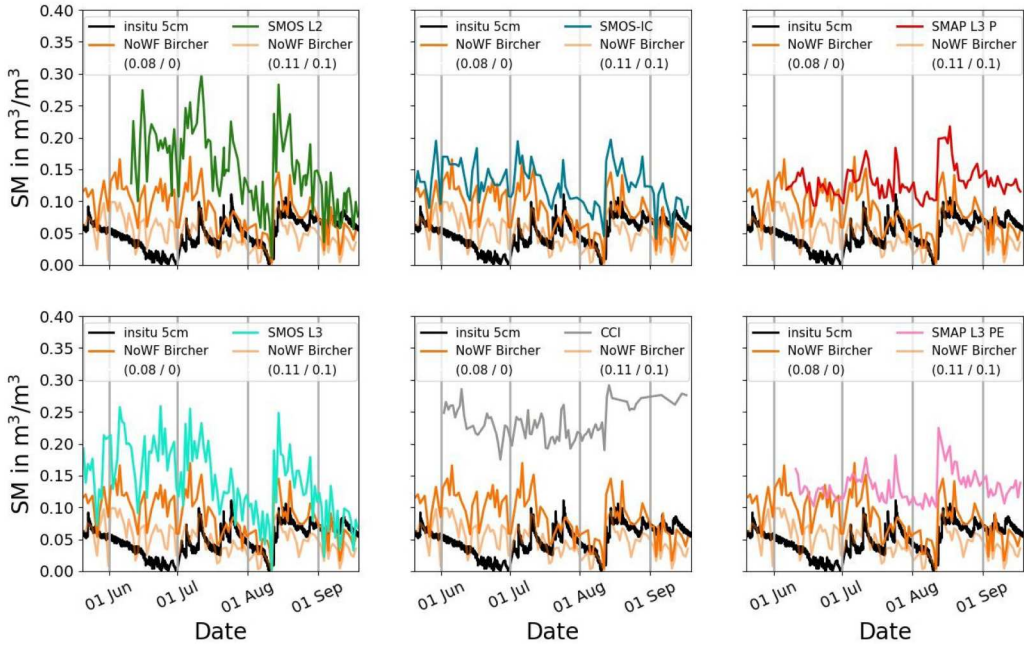 0.40
0.35
0.30
0.25
0.20
0.15
0.10
0.05
0.00
SM in m³/m³
insitu 5cm SMOS L2
NoWF Bircher NoWF Bircher
(0.08 / 0) (0.11 / 0.1)
insitu 5cm SMOS-IC
NoWF Bircher NoWF Bircher
(0.08 / 0) (0.11 / 0.1)
insitu 5cm SMAP L3 P
NoWF Bircher NoWF Bircher
(0.08 / 0) (0.11 / 0.1)
0.40
0.35
0.30
0.25
0.20
0.15
0.10
0.05
0.00
SM in m³/m³
insitu 5cm SMOS L3
NoWF Bircher NoWF Bircher
(0.08 / 0) (0.11 / 0.1)
01 Jun 01 Jul 01 Aug 01 Sep
Date
insitu 5cm CCI
NoWF Bircher NoWF Bircher
(0.08 / 0) (0.11 / 0.1)
01 Jun 01 Jul 01 Aug 01 Sep
Date
insitu 5cm SMAP L3 PE
NoWF Bircher NoWF Bircher
(0.08 / 0) (0.11 / 0.1)
01 Jun 01 Jul 01 Aug 01 Sep
Date